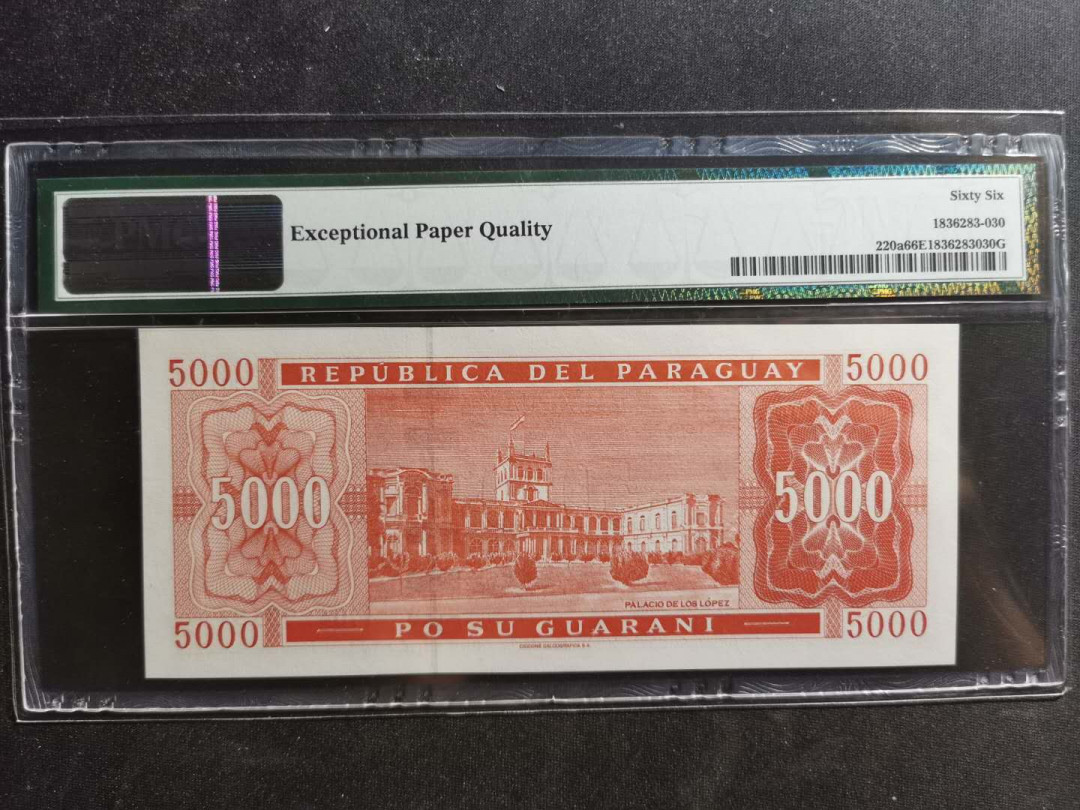 PMG
Exceptional Paper Quality
Sixty Six
1836283-030
220a66E1836283030G
5000 REPÚBLICA DEL PARAGUAY 5000
5000 5000
PALACIO DE LOS LÓPEZ
5000 PO SU GUARANI 5000